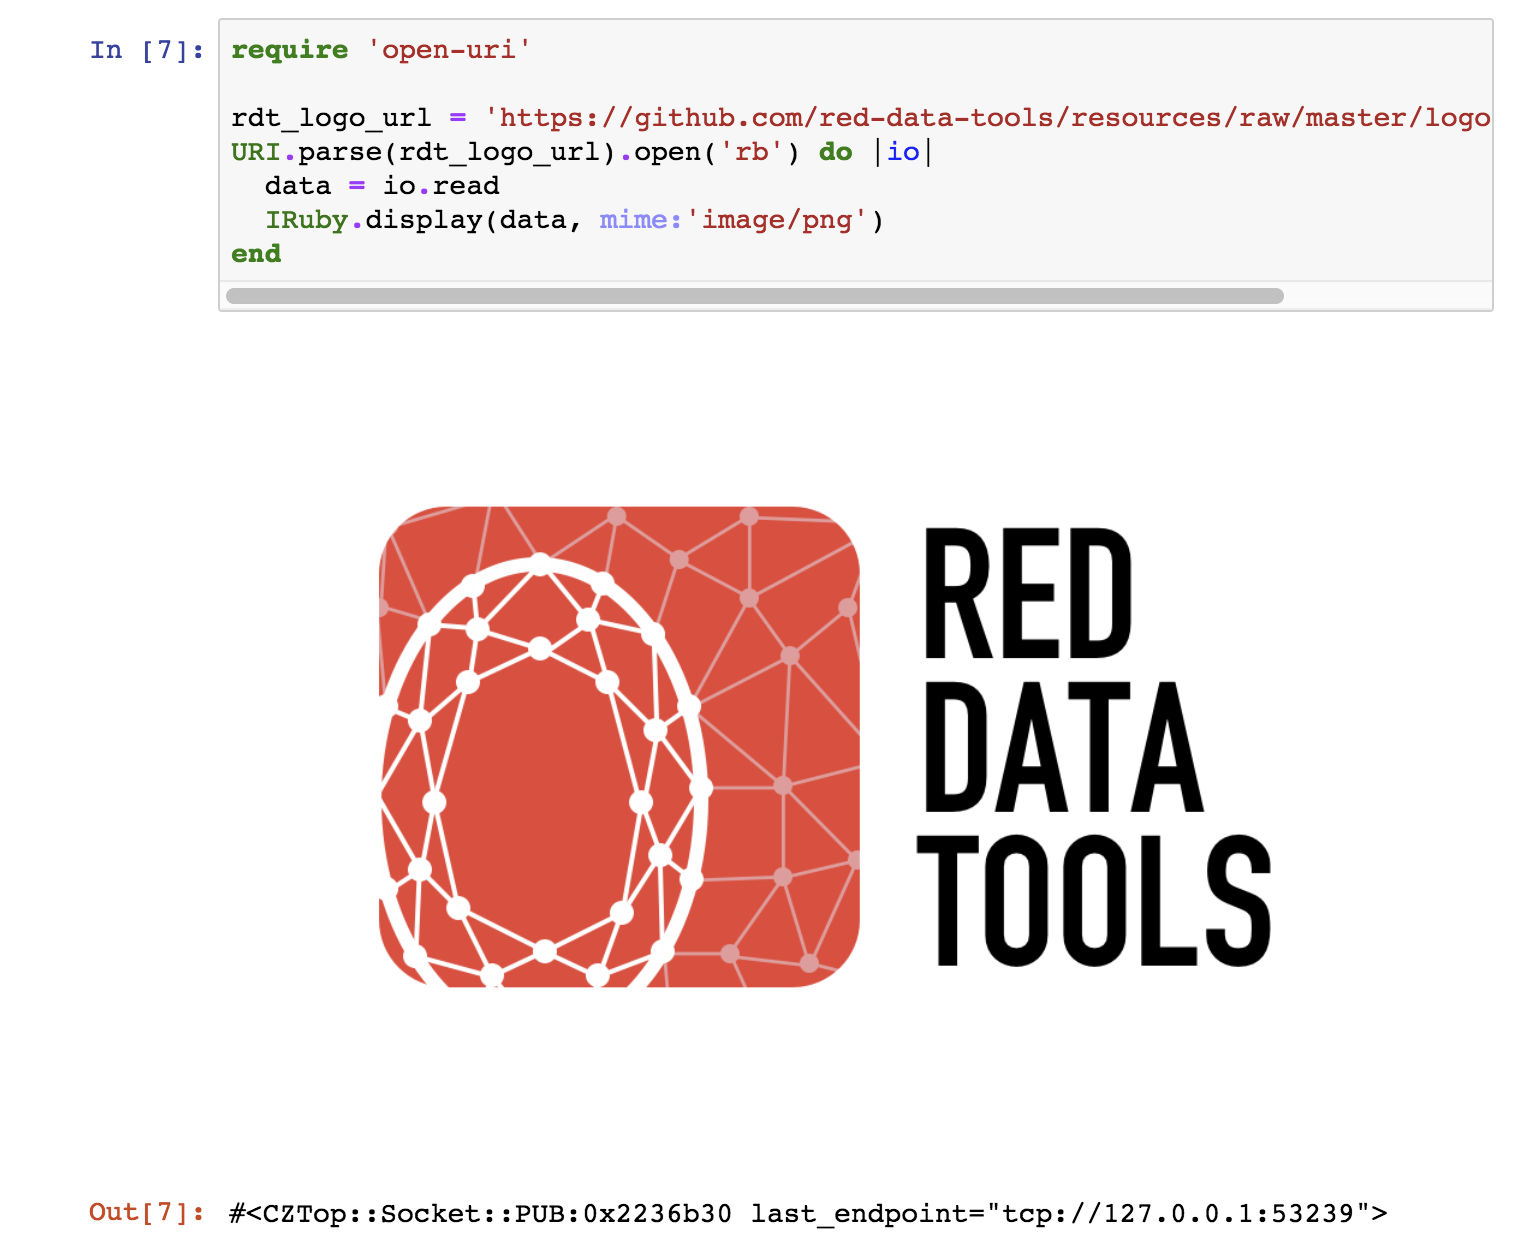 In [7]: require 'open-uri'
rdt_logo_url = 'https://github.com/red-data-tools/resources/raw/master/logo
URI.parse(rdt_logo_url).open('rb') do |io|
  data = io.read
  IRuby.display(data, mime:'image/png')
end
RED
DATA
TOOLS
Out[7]: #<CZTop::Socket::PUB:0x2236b30 last_endpoint="tcp://127.0.0.1:53239">